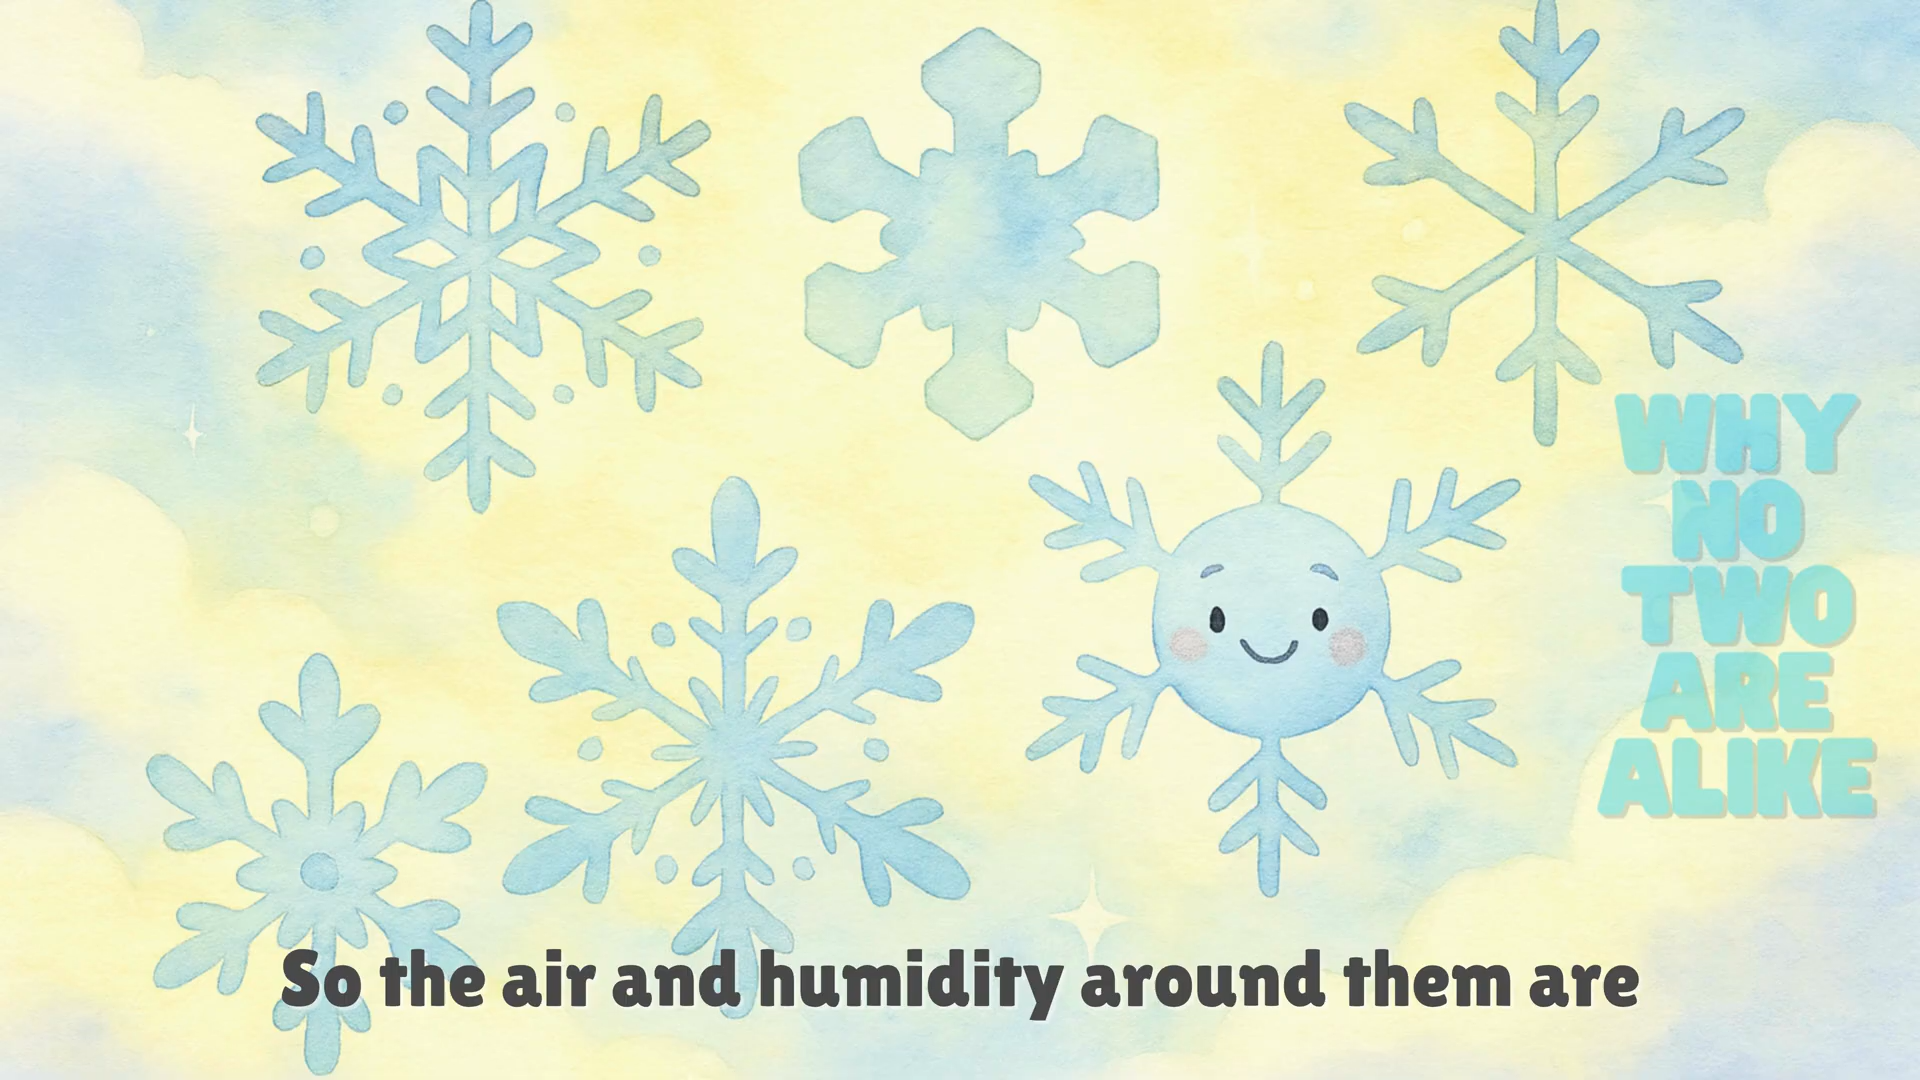 WHY
NO
TWO
ARE
ALIKE
So the air and humidity around them are